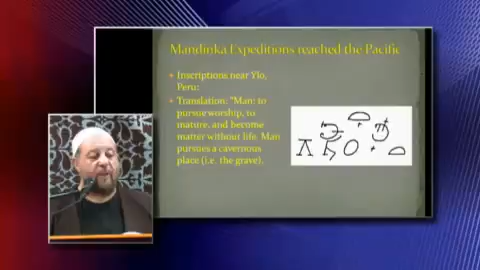 Mandinka Expeditions reached the Pacific
Inscriptions near Ylo,
Peru:
Translation: "Man: to
pursue worship, to
mature, and become
matter without life. Man
pursues a cavernous
place (i.e. the grave).